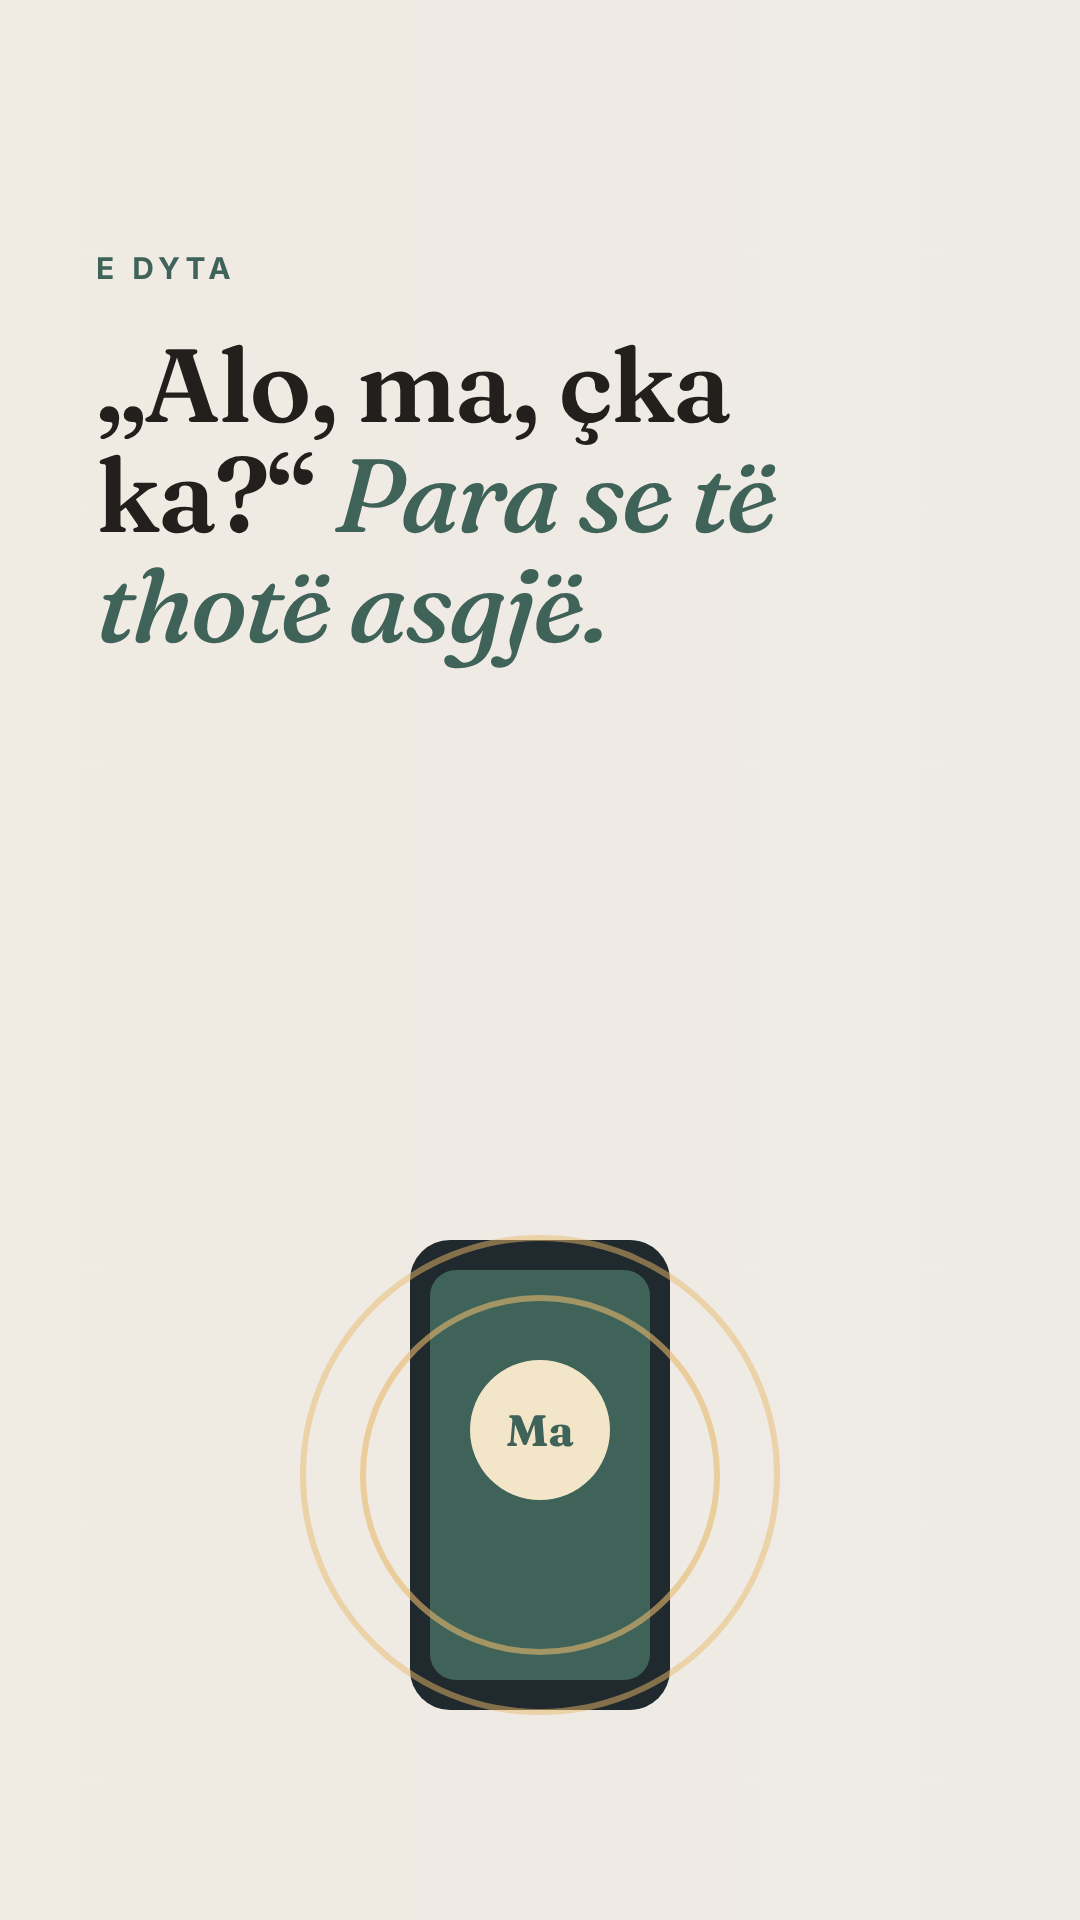 E DYTA
„Alo, ma, çka
ka?“ Para se të
thotë asgjë.
Ma